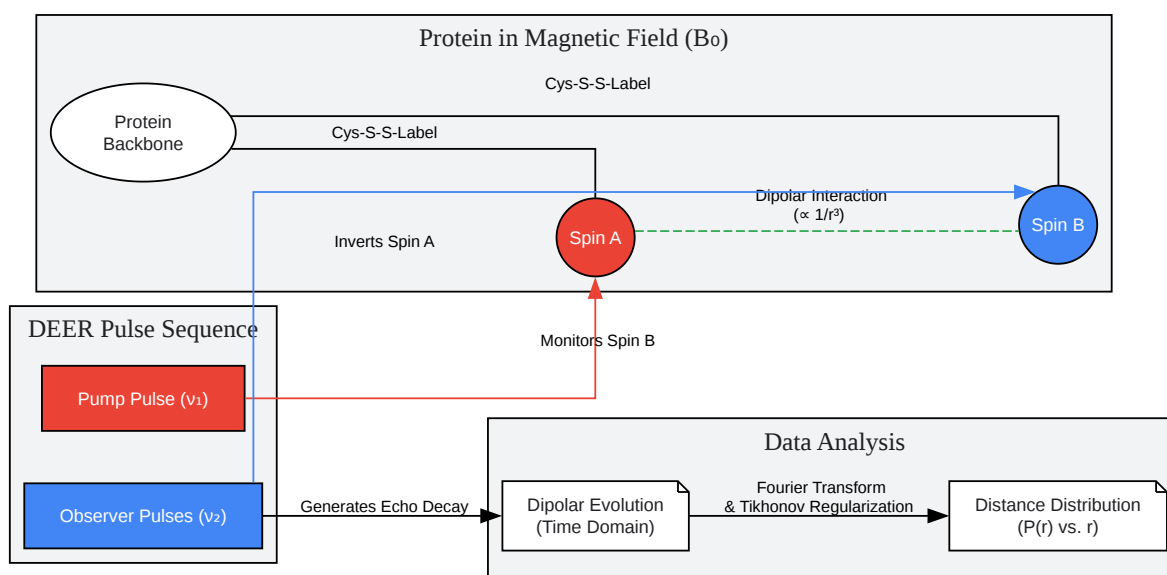 Protein in Magnetic Field (B₀)
Cys-S-S-Label
Protein
Backbone
Cys-S-S-Label
Dipolar Interaction
(∝ 1/r³)
Inverts Spin A
Spin A
Spin B
DEER Pulse Sequence
Monitors Spin B
Pump Pulse (ν₁)
Data Analysis
Observer Pulses (ν₂)
Generates Echo Decay
Dipolar Evolution
(Time Domain)
Fourier Transform
& Tikhonov Regularization
Distance Distribution
(P(r) vs. r)